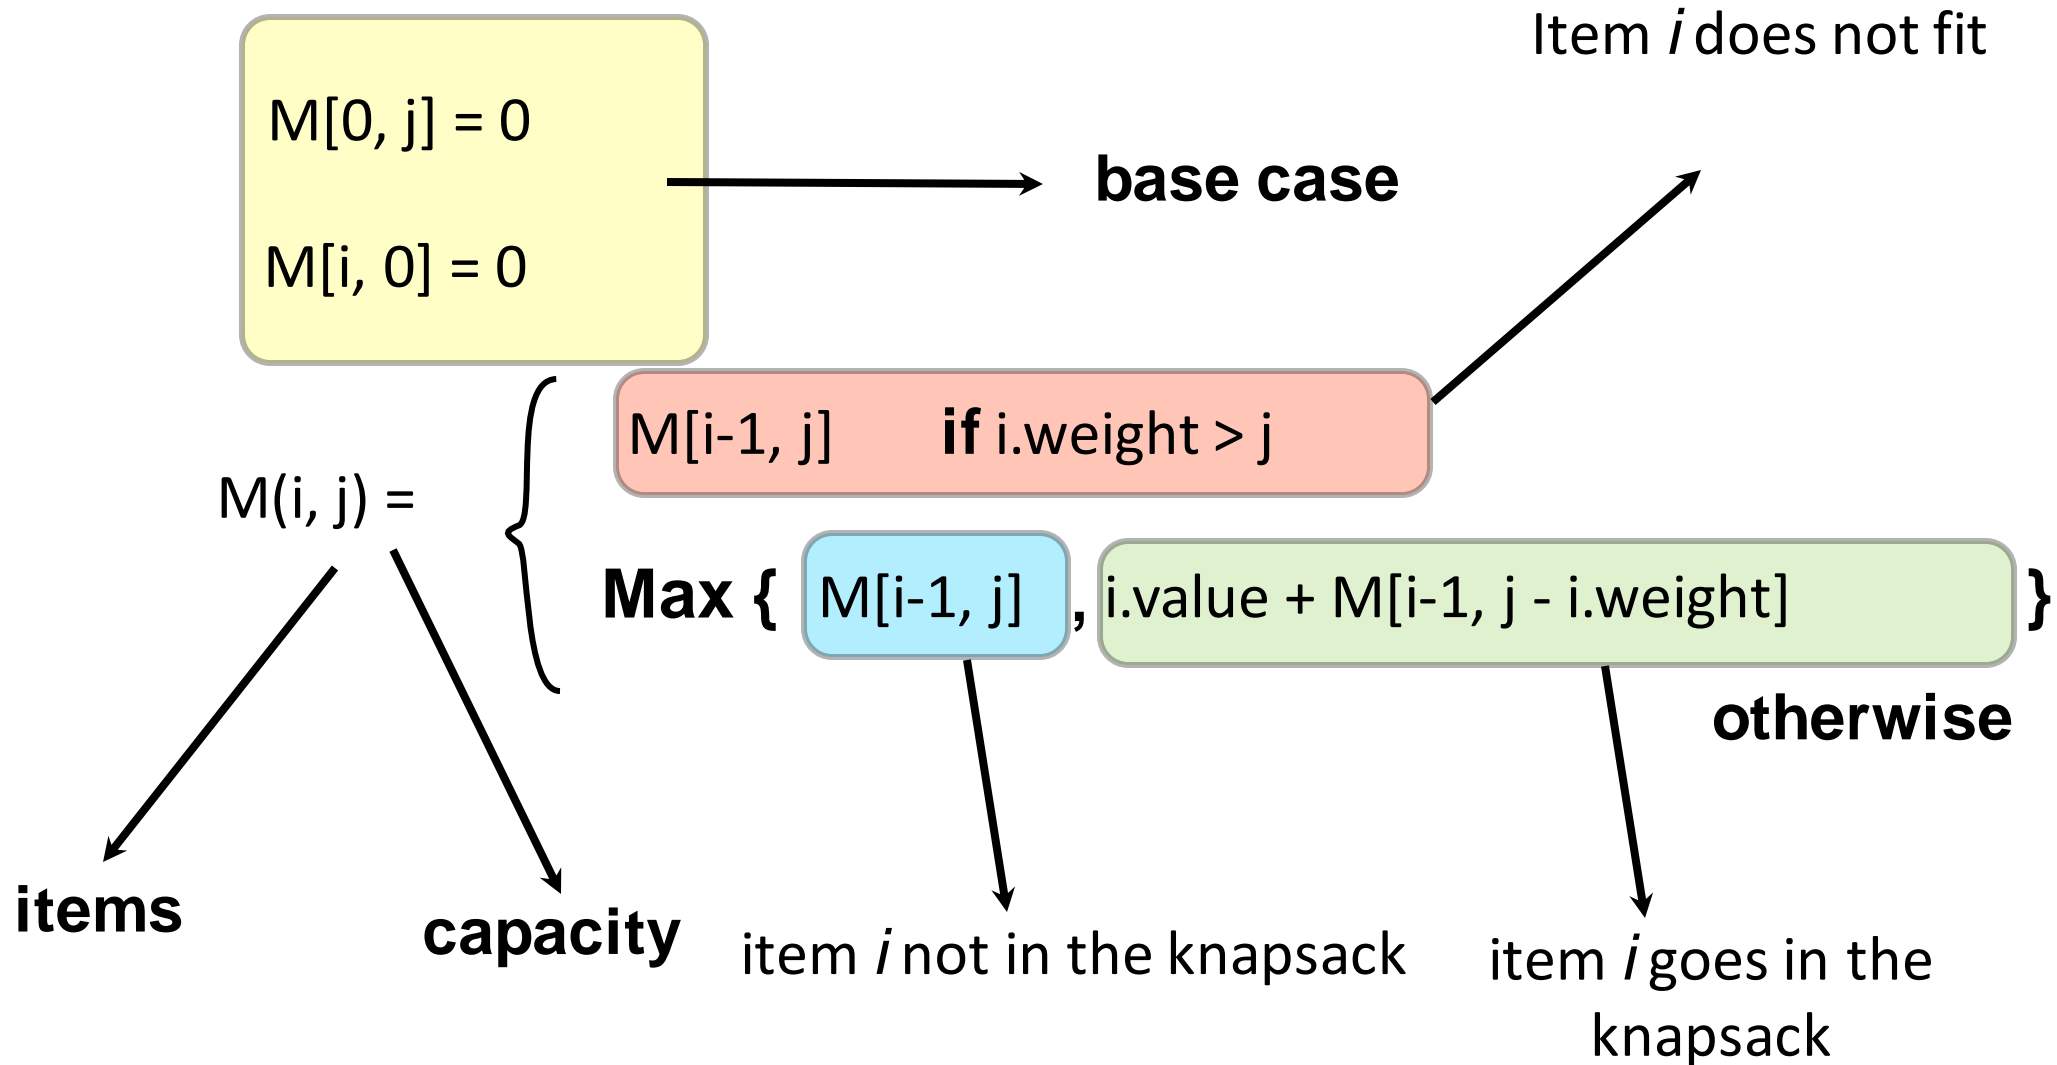 Item i does not fit
M[0, j] = 0
base case
M[i, 0] = 0
M[i-1, j] if i.weight > j
M(i, j) =
Max { M[i-1, j] , i.value + M[i-1, j - i.weight] }
otherwise
items
capacity
item i not in the knapsack
item i goes in the
knapsack